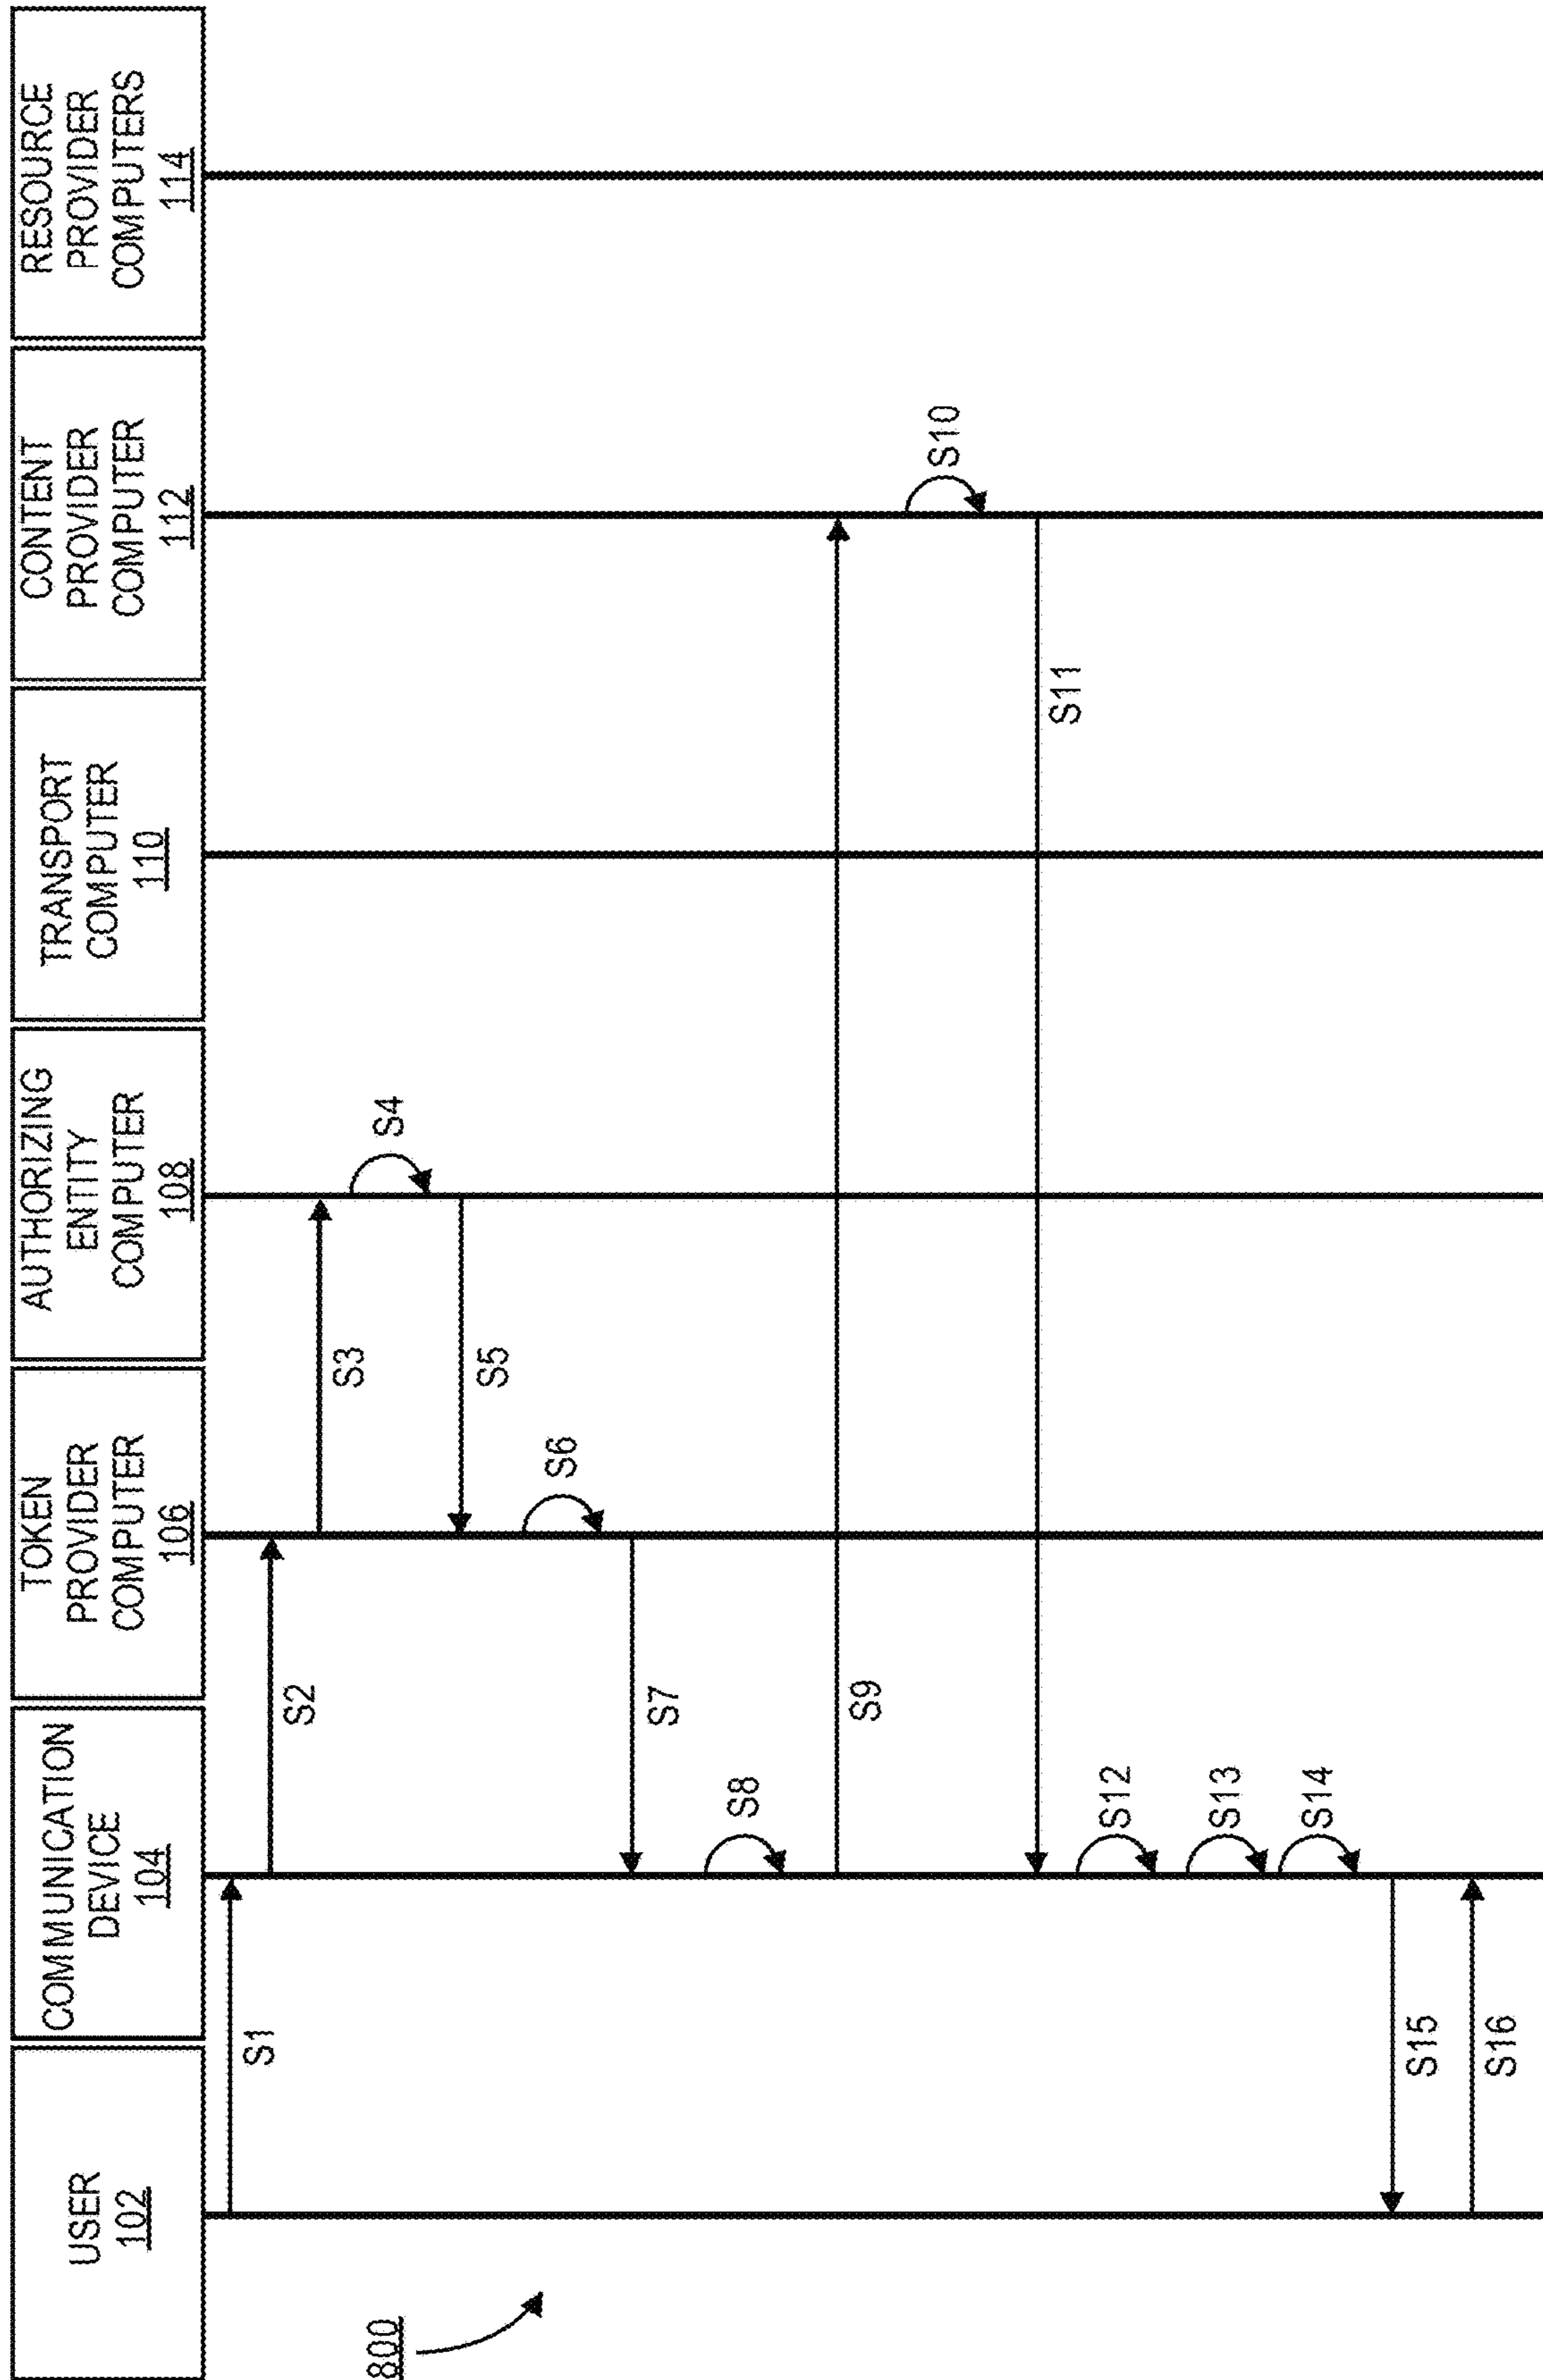 USER
102
COMMUNICATION
DEVICE
104
TOKEN
PROVIDER
COMPUTER
106
AUTHORIZING
ENTITY
COMPUTER
108
TRANSPORT
COMPUTER
110
CONTENT
PROVIDER
COMPUTER
112
RESOURCE
PROVIDER
COMPUTERS
114
S1
S2
S3
800
S4
S5
S6
S7
S8
S9
S10
S11
S12
S13
S14
S15
S16